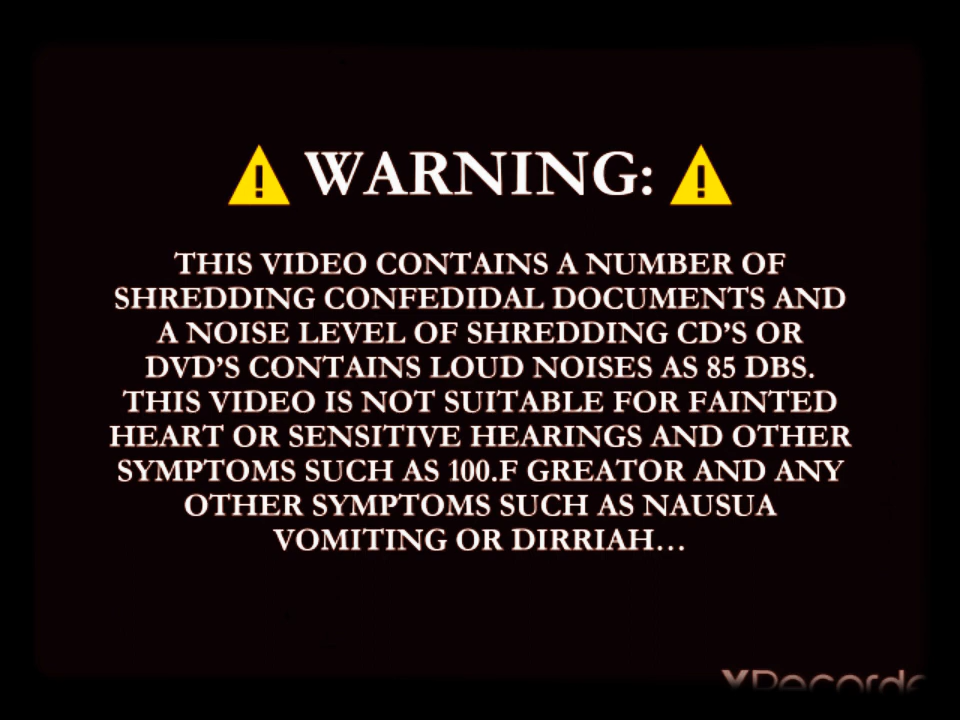 ⚠ WARNING: ⚠
THIS VIDEO CONTAINS A NUMBER OF
SHREDDING CONFEDIDAL DOCUMENTS AND
A NOISE LEVEL OF SHREDDING CD'S OR
DVD'S CONTAINS LOUD NOISES AS 85 DBS.
THIS VIDEO IS NOT SUITABLE FOR FAINTED
HEART OR SENSITIVE HEARINGS AND OTHER
SYMPTOMS SUCH AS 100.F GREATOR AND ANY
OTHER SYMPTOMS SUCH AS NAUSUA
VOMITING OR DIRRIAH...
XRecorde